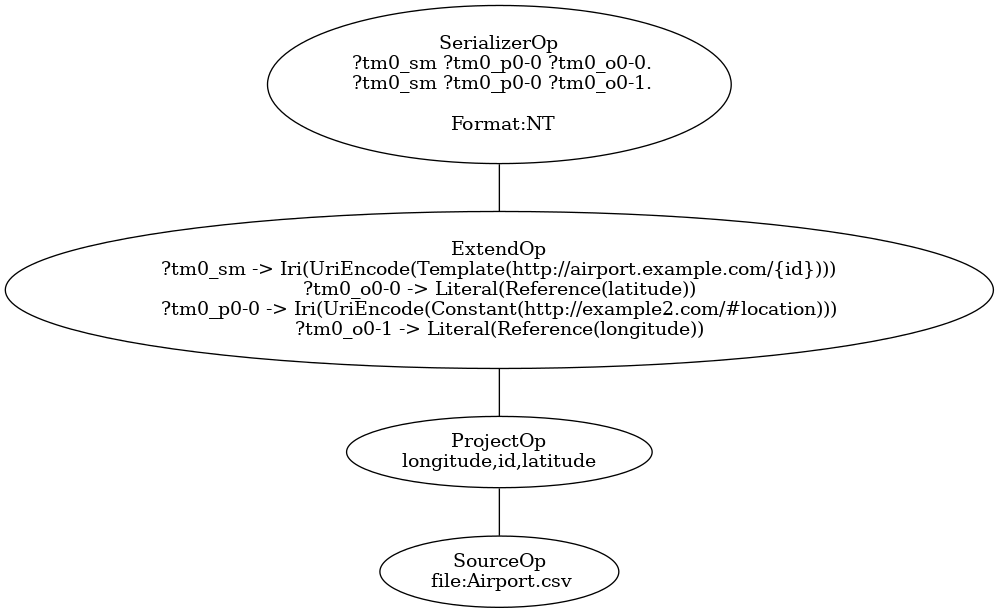 SerializerOp
?tm0_sm ?tm0_p0-0 ?tm0_o0-0.
?tm0_sm ?tm0_p0-0 ?tm0_o0-1.
Format:NT
ExtendOp
?tm0_sm -> Iri(UriEncode(Template(http://airport.example.com/{id})))
?tm0_o0-0 -> Literal(Reference(latitude))
?tm0_p0-0 -> Iri(UriEncode(Constant(http://example2.com/#location)))
?tm0_o0-1 -> Literal(Reference(longitude))
ProjectOp
longitude,id,latitude
SourceOp
file:Airport.csv